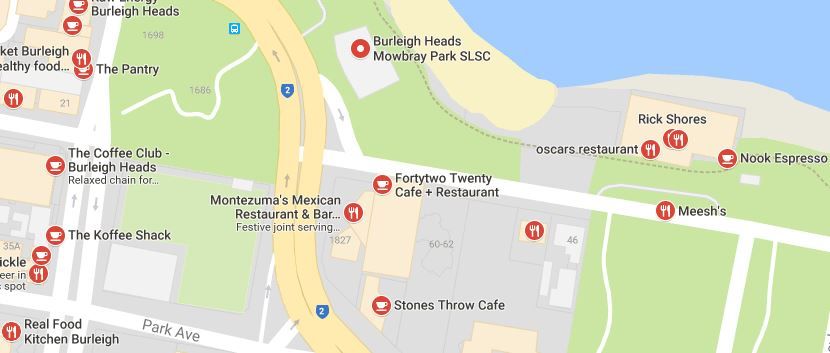 Burleigh Heads
1698
Burleigh Heads
Mowbray Park SLSC
ket Burleigh
ealthy food...
The Pantry
2
1686
21
Rick Shores
oscars restaurant
Nook Espresso
The Coffee Club -
Burleigh Heads
Relaxed chain for...
Fortytwo Twenty
Cafe + Restaurant
Montezuma's Mexican
Restaurant & Bar...
Festive joint serving...
Meesh's
The Koffee Shack
1827
60-62
46
35A
ickle
eer in
c spot
2
Stones Throw Cafe
Real Food
Kitchen Burleigh
Park Ave